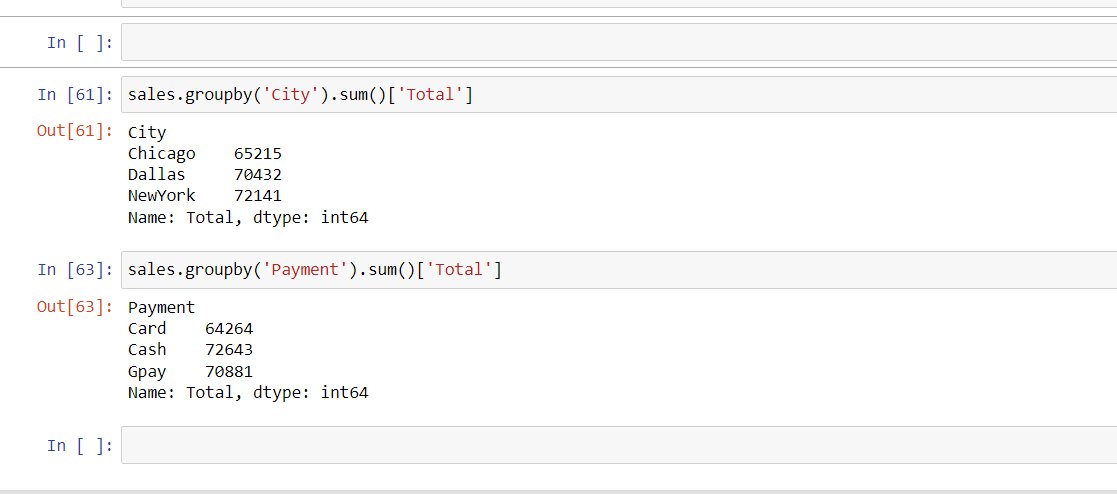 In [ ]:
In [61]: sales.groupby('City').sum()['Total']
Out[61]: City
Chicago    65215
Dallas     70432
NewYork    72141
Name: Total, dtype: int64
In [63]: sales.groupby('Payment').sum()['Total']
Out[63]: Payment
Card    64264
Cash    72643
Gpay    70881
Name: Total, dtype: int64
In [ ]: